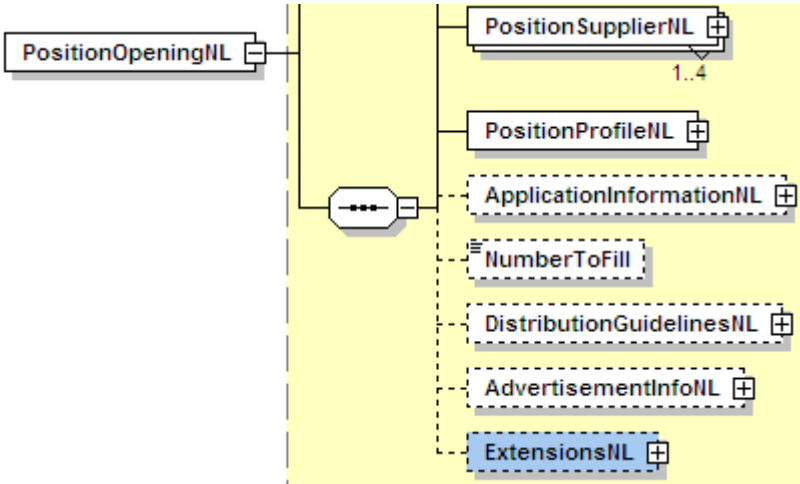 PositionSupplierNL
PositionOpeningNL
1..4
PositionProfileNL
ApplicationInformationNL
NumberToFill
DistributionGuidelinesNL
AdvertisementInfoNL
ExtensionsNL